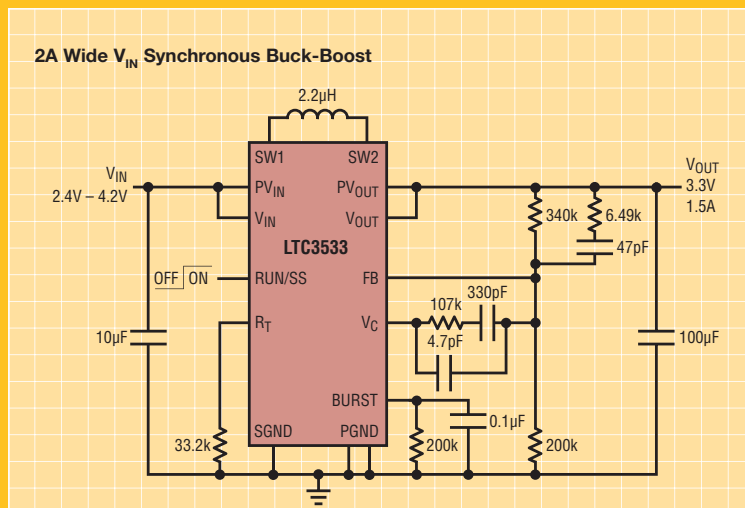 2A Wide VIN Synchronous Buck-Boost
2.2µH
SW1 SW2
VIN
2.4V – 4.2V
PVIN PVOUT
VOUT
3.3V
1.5A
VIN VOUT
340k 6.49k
47pF
LTC3533
OFF ON
RUN/SS FB
330pF
107k
RT VC
4.7pF
10µF
100µF
BURST
0.1µF
33.2k
SGND PGND
200k 200k